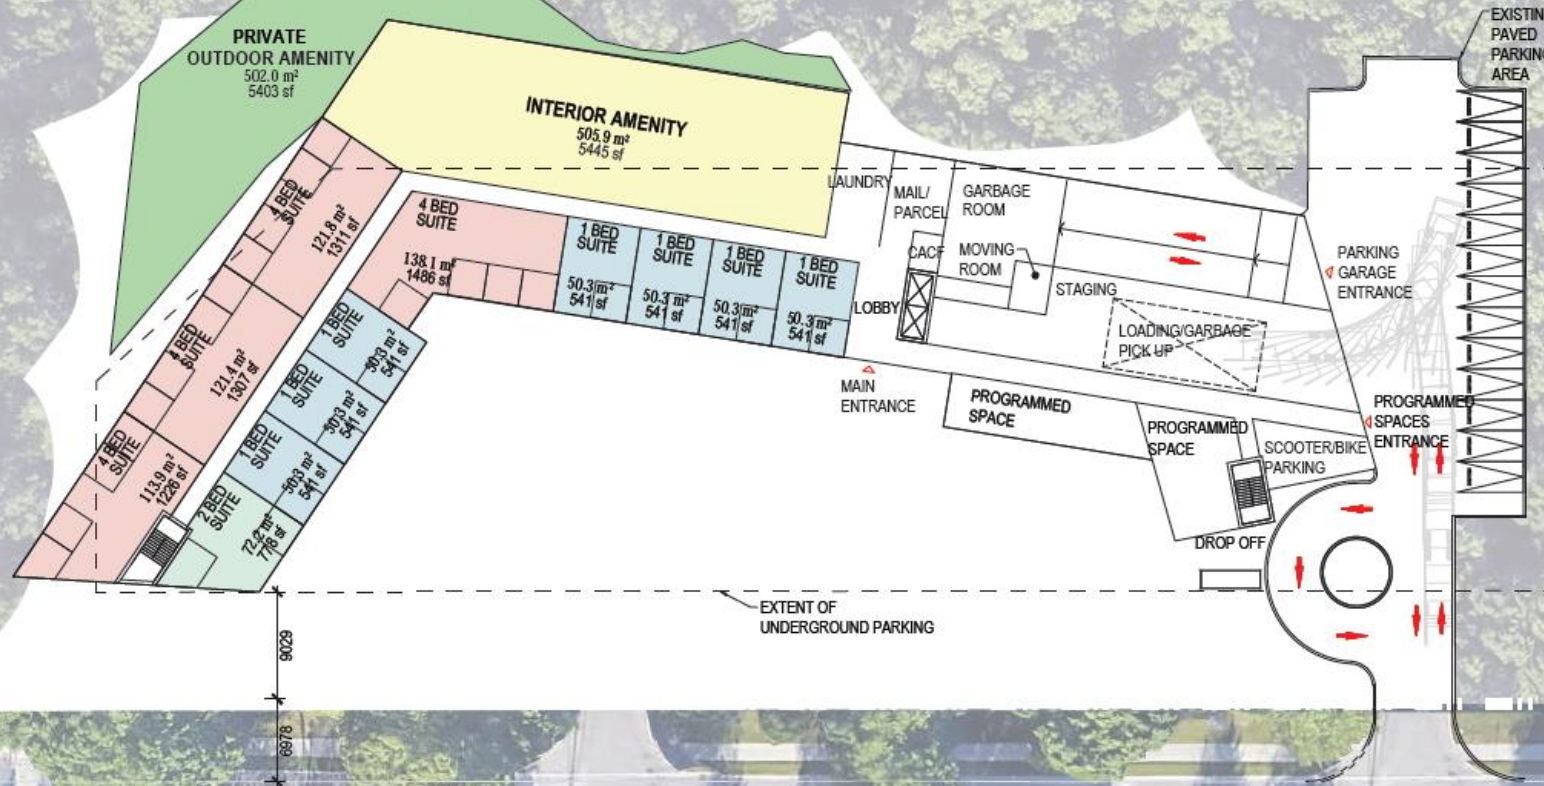 PRIVATE
OUTDOOR AMENITY
502.0 m²
5403 sf
INTERIOR AMENITY
505.9 m²
5445 sf
EXISTIN
PAVED
PARKING
AREA
4 BED
SUITE
121.8 m²
1311 sf
4 BED
SUITE
121.4 m²
1307 sf
4 BED
SUITE
113.9 m²
1226 sf
4 BED
SUITE
138.1 m²
1486 sf
1 BED
SUITE
50.3 m²
541 sf
1 BED
SUITE
50.3 m²
541 sf
1 BED
SUITE
50.3 m²
541 sf
1 BED
SUITE
50.3 m²
541 sf
1 BED
SUITE
50.3 m²
541 sf
1 BED
SUITE
50.3 m²
541 sf
1 BED
SUITE
50.3 m²
541 sf
2 BED
SUITE
72.2 m²
778 sf
LAUNDRY
MAIL/
PARCEL
GARBAGE
ROOM
CACF
MOVING
ROOM
LOBBY
STAGING
LOADING/GARBAGE
PICK UP
PARKING
GARAGE
ENTRANCE
MAIN
ENTRANCE
PROGRAMMED
SPACE
PROGRAMMED
SPACE
SCOOTER/BIKE
PARKING
PROGRAMMED
SPACES
ENTRANCE
DROP OFF
EXTENT OF
UNDERGROUND PARKING
9029
6978